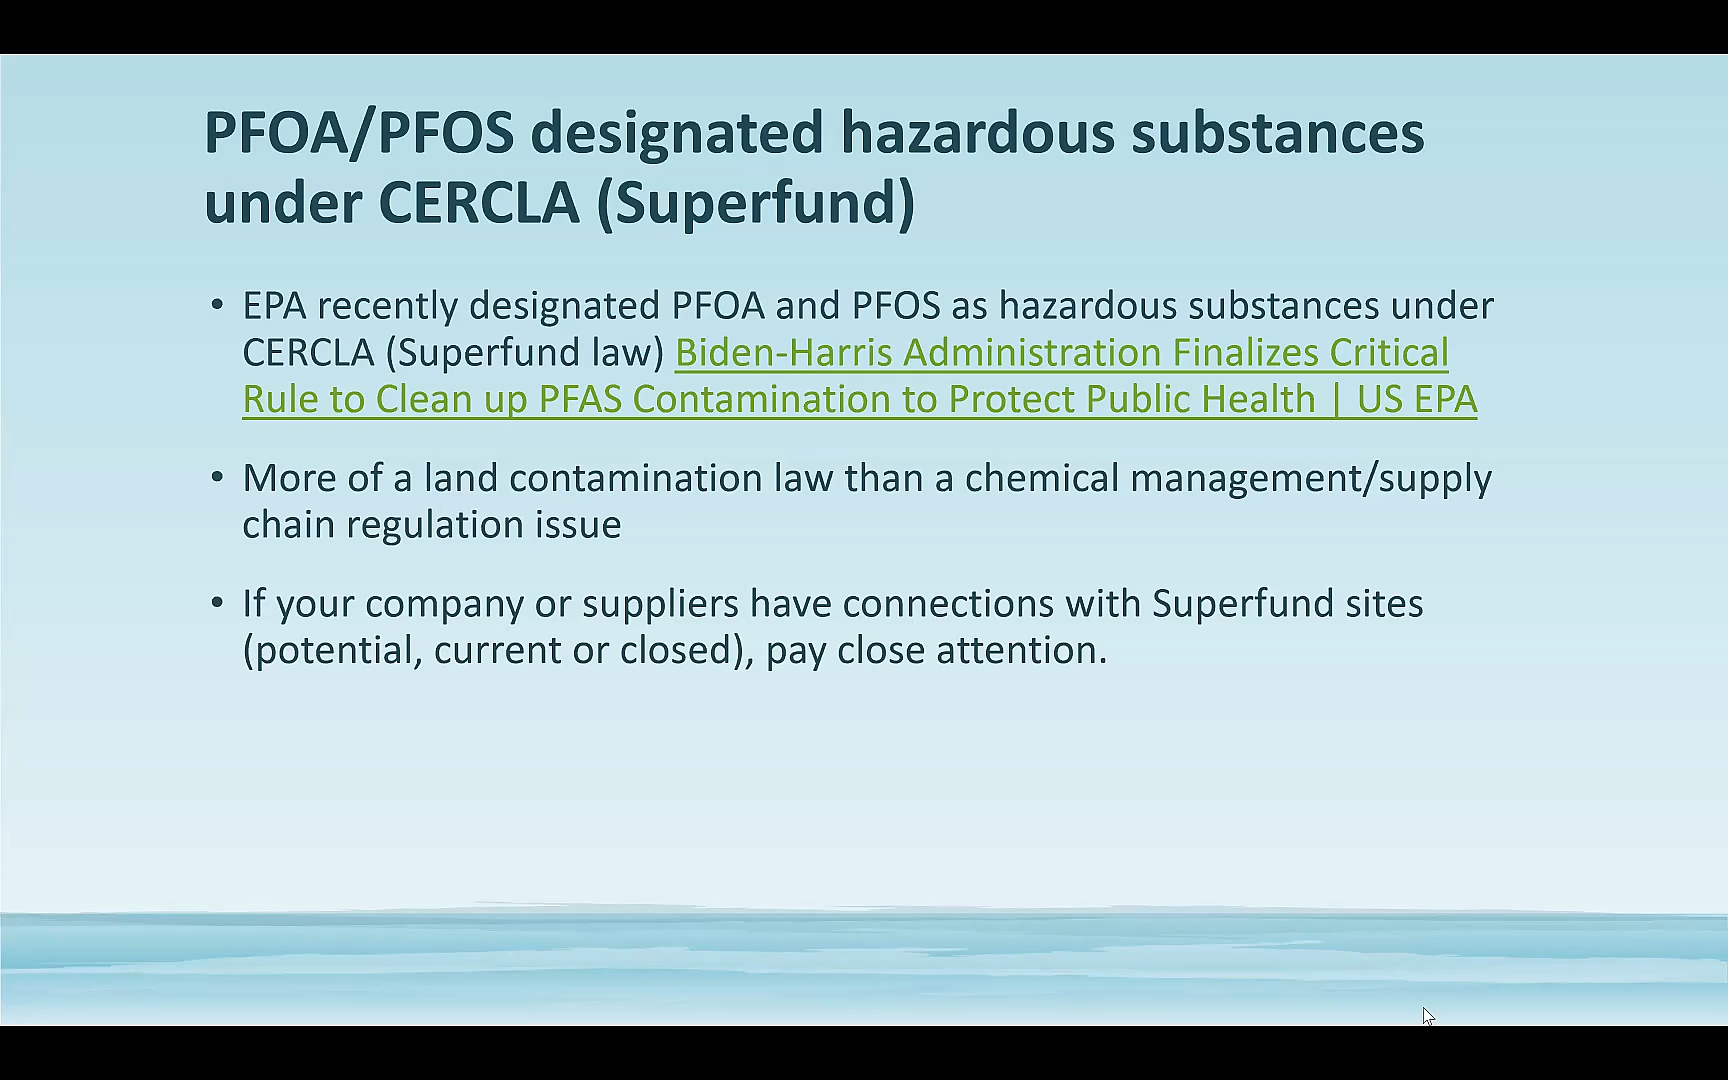 PFOA/PFOS designated hazardous substances
under CERCLA (Superfund)
• EPA recently designated PFOA and PFOS as hazardous substances under
CERCLA (Superfund law) Biden-Harris Administration Finalizes Critical
Rule to Clean up PFAS Contamination to Protect Public Health | US EPA
• More of a land contamination law than a chemical management/supply
chain regulation issue
• If your company or suppliers have connections with Superfund sites
(potential, current or closed), pay close attention.